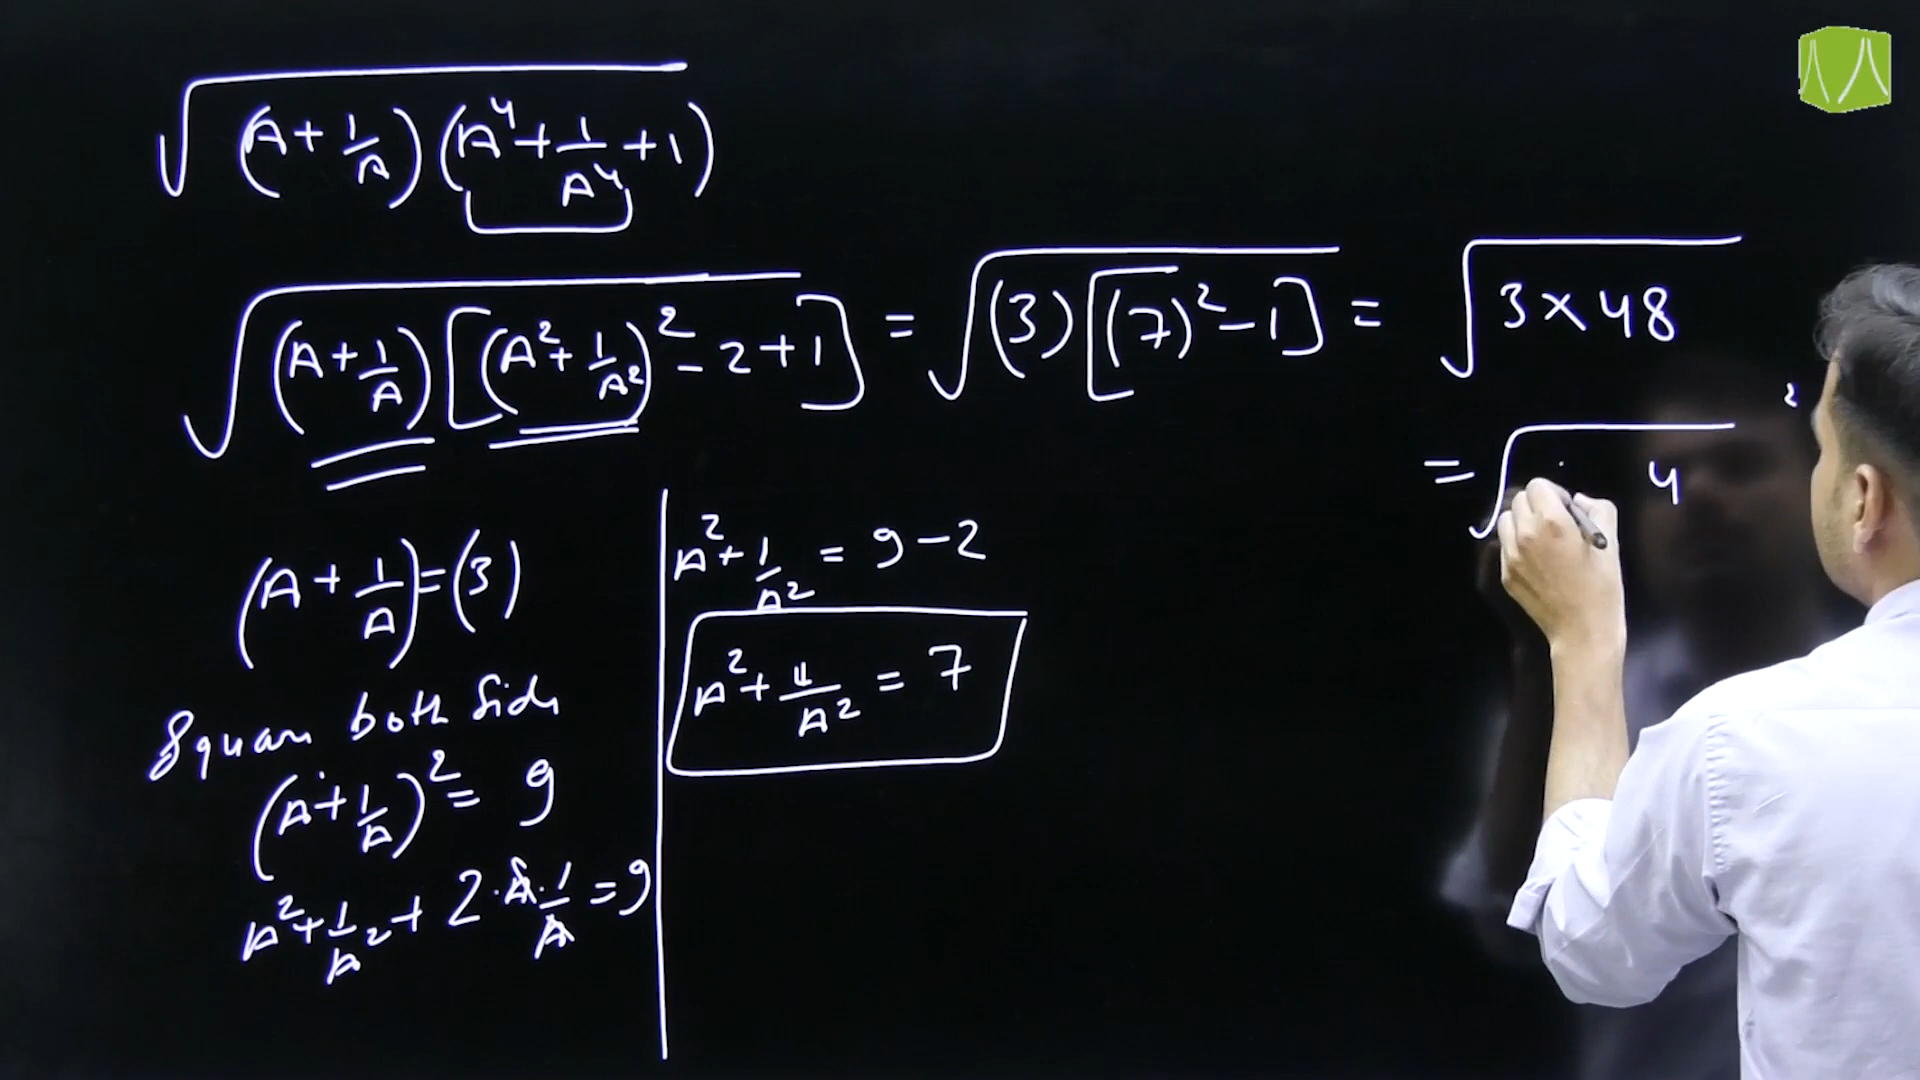 √(A + 1/A) (A⁴ + 1/A⁴ + 1)
√(A + 1/A) [(A² + 1/A²)² - 2 + 1] = √(3) [(7)² - 1] = √3 × 48
= √ 4
(A + 1/A) = (3)
Square both Side
(A + 1/A)² = 9
A² + 1/A² + 2 · A · 1/A = 9
A² + 1/A² = 9 - 2
A² + 1/A² = 7